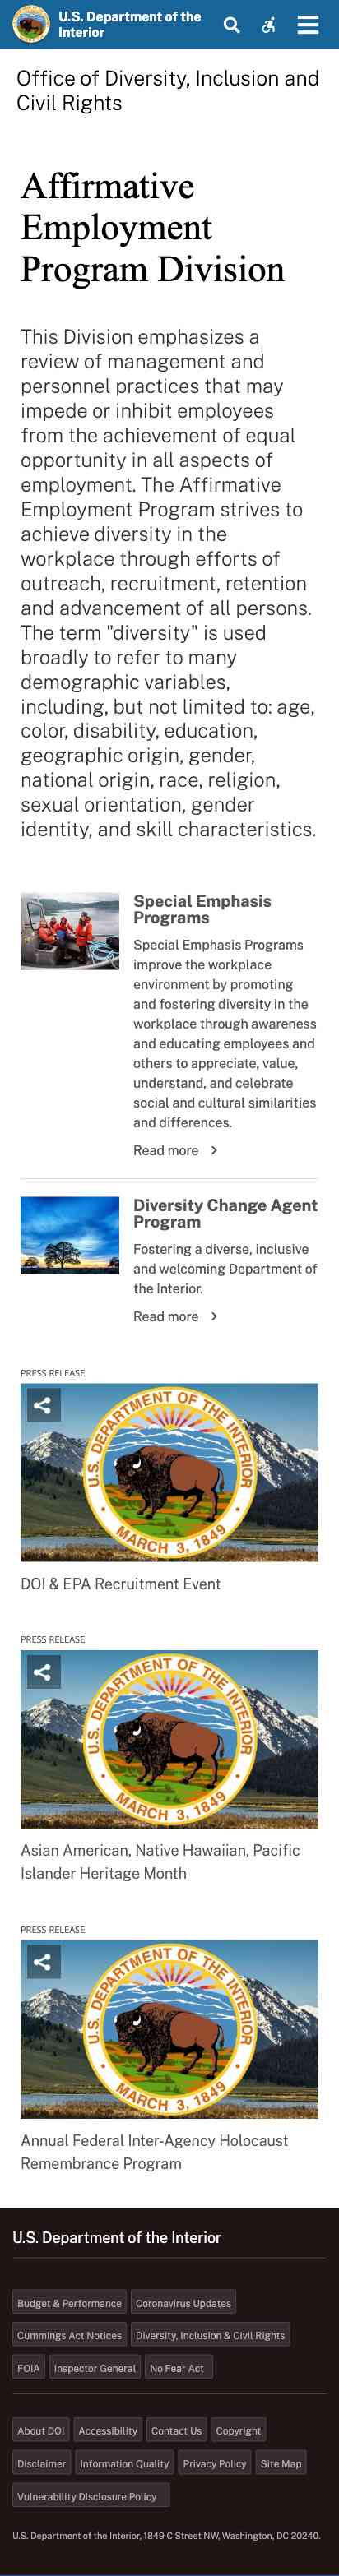 U.S. Department of the
Interior
Office of Diversity, Inclusion and
Civil Rights
Affirmative
Employment
Program Division
This Division emphasizes a
review of management and
personnel practices that may
impede or inhibit employees
from the achievement of equal
opportunity in all aspects of
employment. The Affirmative
Employment Program strives to
achieve diversity in the
workplace through efforts of
outreach, recruitment, retention
and advancement of all persons.
The term "diversity" is used
broadly to refer to many
demographic variables,
including, but not limited to: age,
color, disability, education,
geographic origin, gender,
national origin, race, religion,
sexual orientation, gender
identity, and skill characteristics.
Special Emphasis
Programs
Special Emphasis Programs
improve the workplace
environment by promoting
and fostering diversity in the
workplace through awareness
and educating employees and
others to appreciate, value,
understand, and celebrate
social and cultural similarities
and differences.
Read more
Diversity Change Agent
Program
Fostering a diverse, inclusive
and welcoming Department of
the Interior.
Read more
PRESS RELEASE
U.S. DEPARTMENT OF THE INTERIOR
MARCH 3, 1849
DOI & EPA Recruitment Event
PRESS RELEASE
U.S. DEPARTMENT OF THE INTERIOR
MARCH 3, 1849
Asian American, Native Hawaiian, Pacific
Islander Heritage Month
PRESS RELEASE
U.S. DEPARTMENT OF THE INTERIOR
MARCH 3, 1849
Annual Federal Inter-Agency Holocaust
Remembrance Program
U.S. Department of the Interior
Budget & Performance Coronavirus Updates
Cummings Act Notices Diversity, Inclusion & Civil Rights
FOIA Inspector General No Fear Act
About DOI Accessibility Contact Us Copyright
Disclaimer Information Quality Privacy Policy Site Map
Vulnerability Disclosure Policy
U.S. Department of the Interior, 1849 C Street NW, Washington, DC 20240.